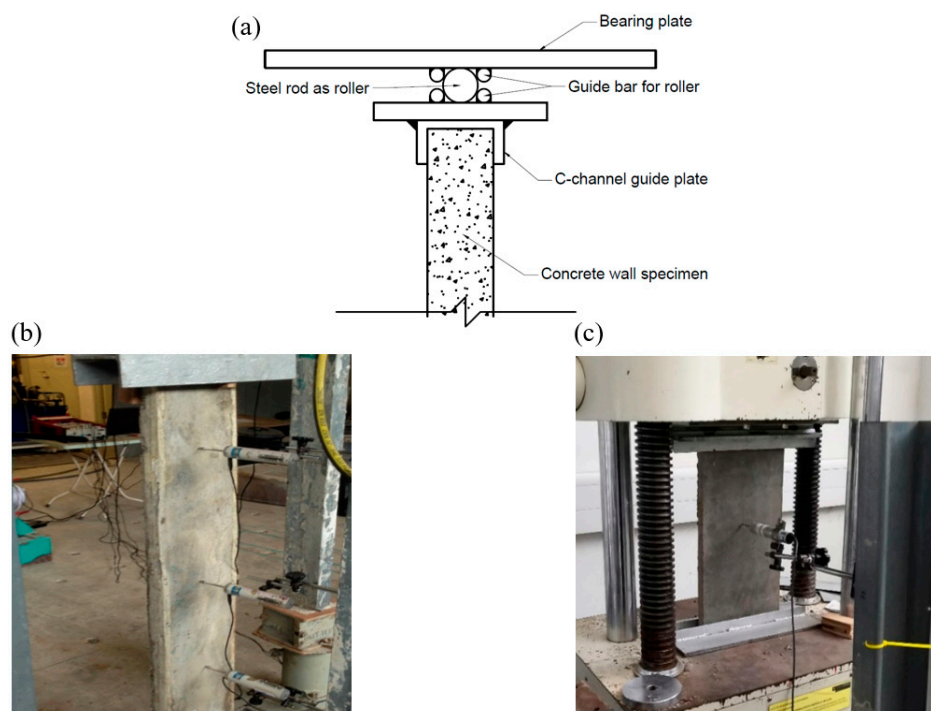 (a)
Bearing plate
Steel rod as roller
Guide bar for roller
C-channel guide plate
Concrete wall specimen
(b)
(c)